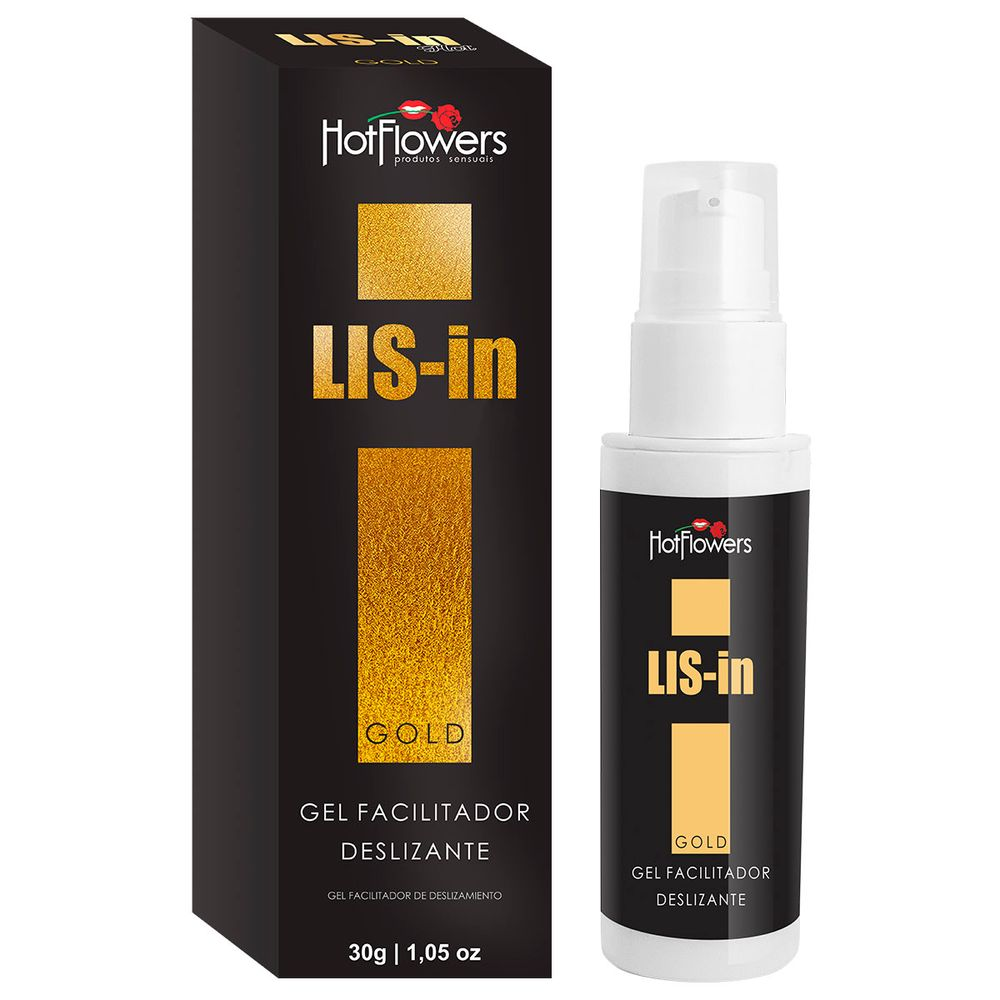 LIS-in
Hot
GOLD
HotFlowers
produtos sensuais
LIS-in
GOLD
GEL FACILITADOR
DESLIZANTE
GEL FACILITADOR DE DESLIZAMIENTO
30g | 1,05 oz
HotFlowers
LIS-in
GOLD
GEL FACILITADOR
DESLIZANTE